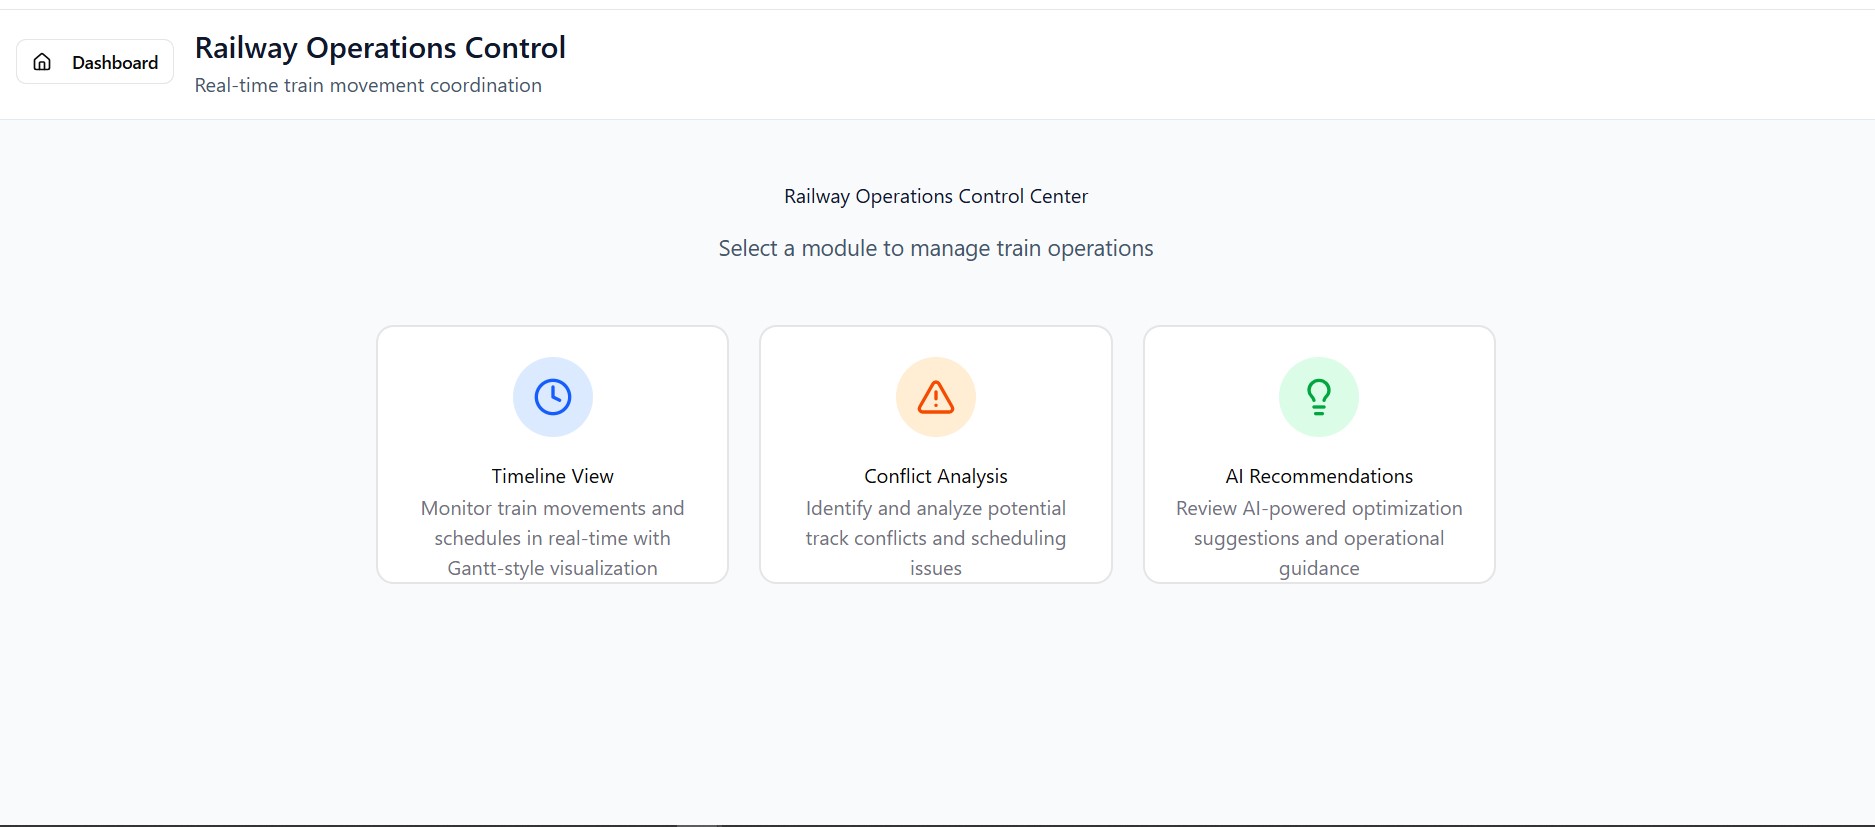 Dashboard
Railway Operations Control
Real-time train movement coordination
Railway Operations Control Center
Select a module to manage train operations
Timeline View
Monitor train movements and
schedules in real-time with
Gantt-style visualization
Conflict Analysis
Identify and analyze potential
track conflicts and scheduling
issues
AI Recommendations
Review AI-powered optimization
suggestions and operational
guidance